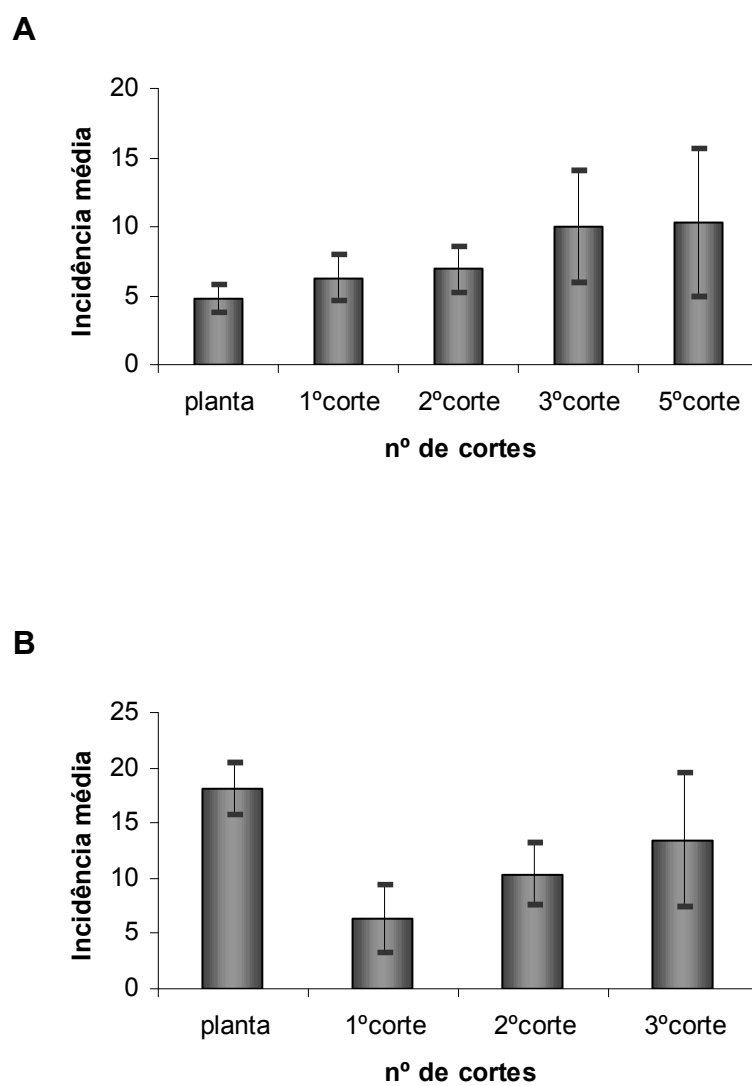 A
20
15
10
5
0
Incidência média
planta 1ºcorte 2ºcorte 3ºcorte 5ºcorte
nº de cortes
B
25
20
15
10
5
0
Incidência média
planta 1ºcorte 2ºcorte 3ºcorte
nº de cortes